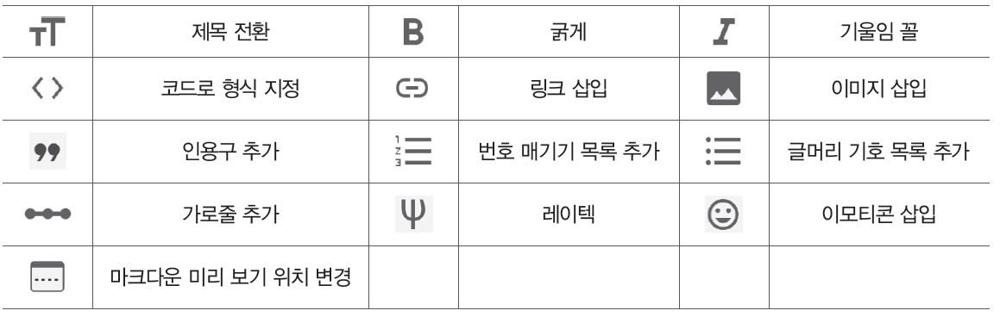 TT 제목 전환 B 굵게 I 기울임 꼴
<> 코드로 형식 지정 링크 삽입 이미지 삽입
❞ 인용구 추가 1 2 3 번호 매기기 목록 추가 글머리 기호 목록 추가
가로줄 추가 Ψ 레이텍 이모티콘 삽입
마크다운 미리 보기 위치 변경